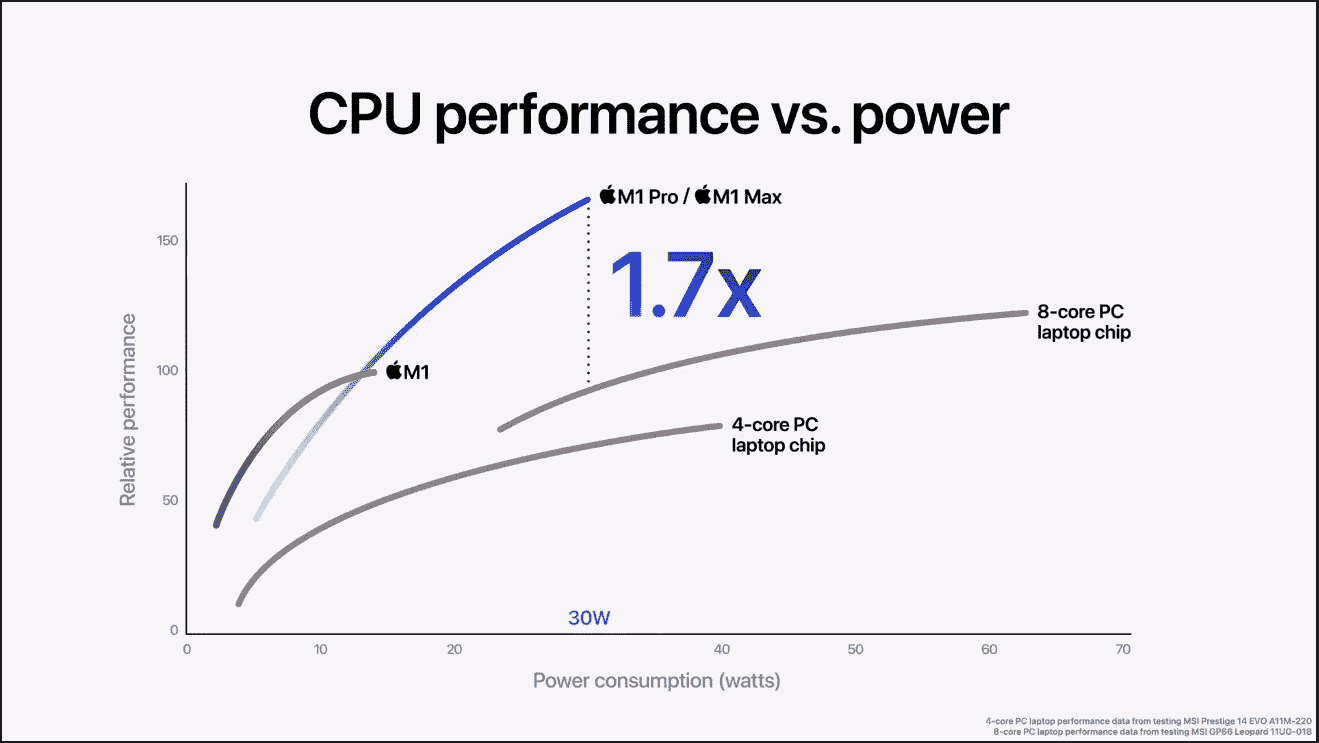 CPU performance vs. power
M1 Pro / M1 Max
150
1.7x
8-core PC
laptop chip
Relative performance
100
M1
4-core PC
laptop chip
50
30W
0
0 10 20 40 50 60 70
Power consumption (watts)
4-core PC laptop performance data from testing MSI Prestige 14 EVO A11M-220
8-core PC laptop performance data from testing MSI GP66 Leopard 11UG-018